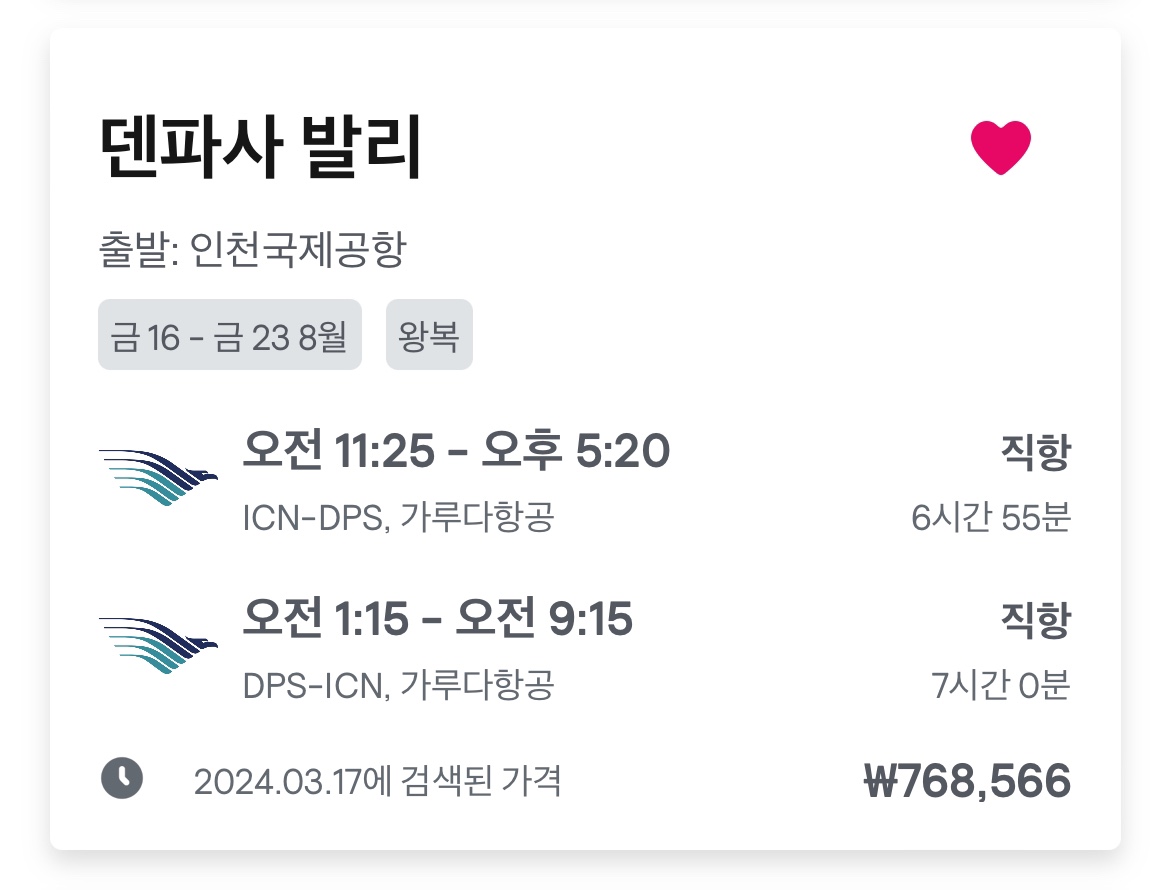 덴파사 발리
출발: 인천국제공항
금 16 - 금 23 8월 왕복
오전 11:25 - 오후 5:20 직항
ICN-DPS, 가루다항공 6시간 55분
오전 1:15 - 오전 9:15 직항
DPS-ICN, 가루다항공 7시간 0분
2024.03.17에 검색된 가격 ₩768,566